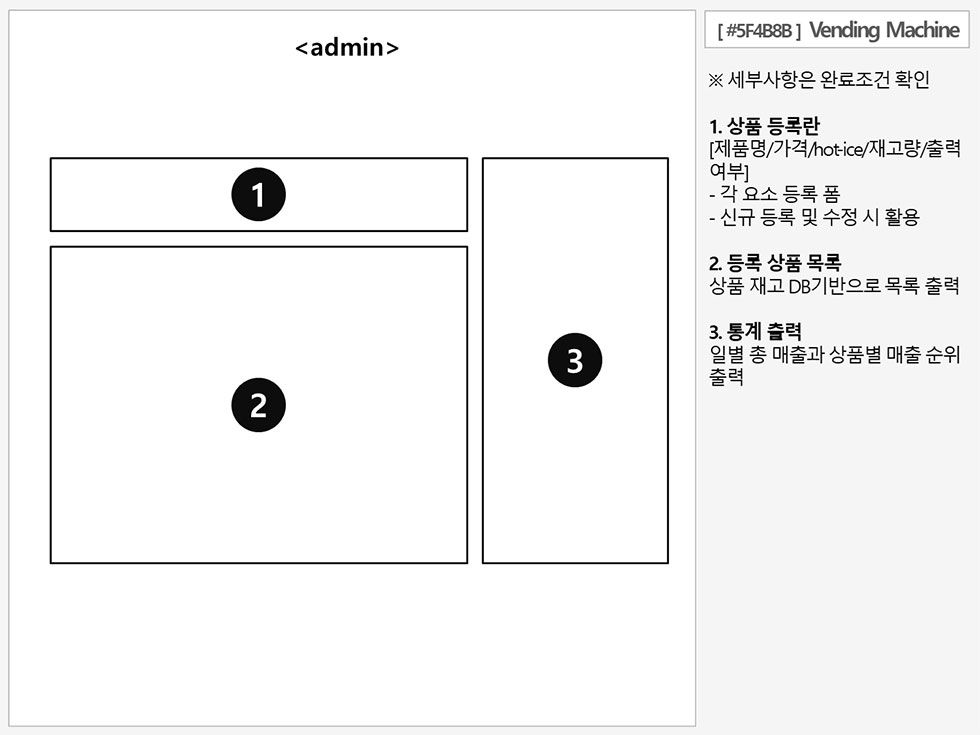 <admin>
1
2
3
[ #5F4B8B ] Vending Machine
※ 세부사항은 완료조건 확인
1. 상품 등록란
[제품명/가격/hot-ice/재고량/출력
여부]
- 각 요소 등록 폼
- 신규 등록 및 수정 시 활용
2. 등록 상품 목록
상품 재고 DB기반으로 목록 출력
3. 통계 출력
일별 총 매출과 상품별 매출 순위
출력